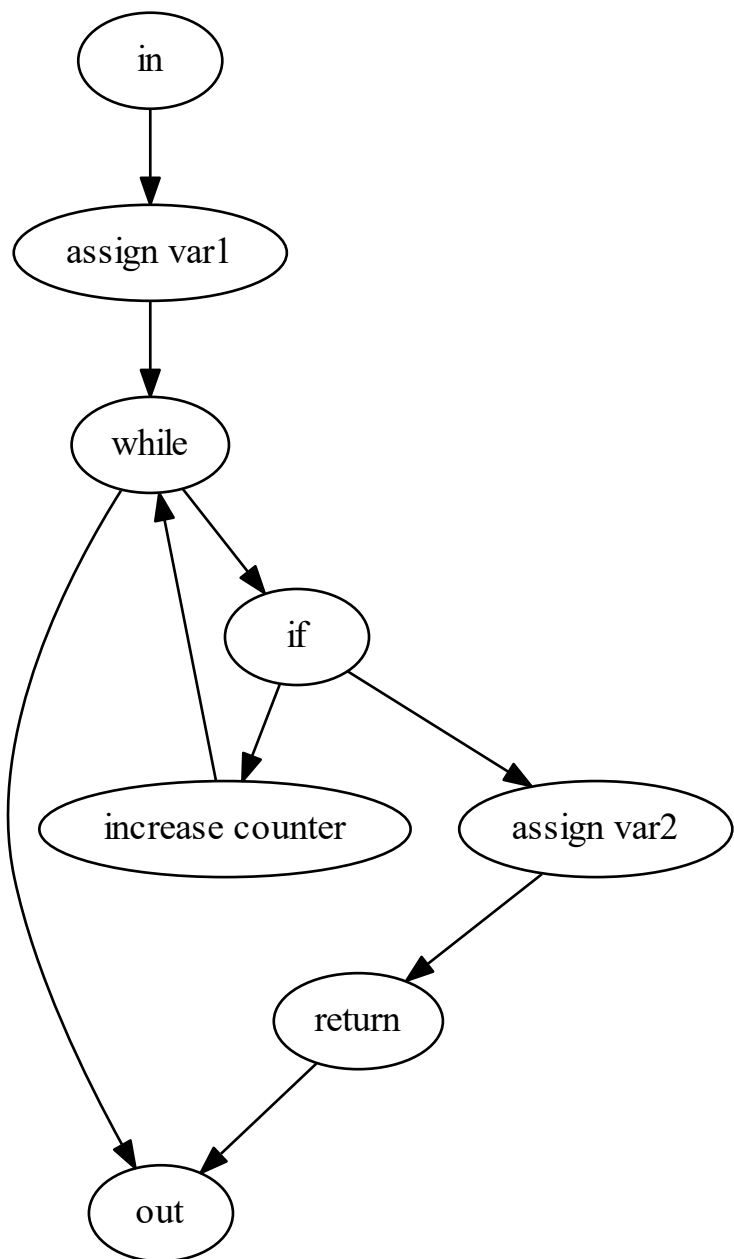 in
assign var1
while
if
increase counter
assign var2
return
out